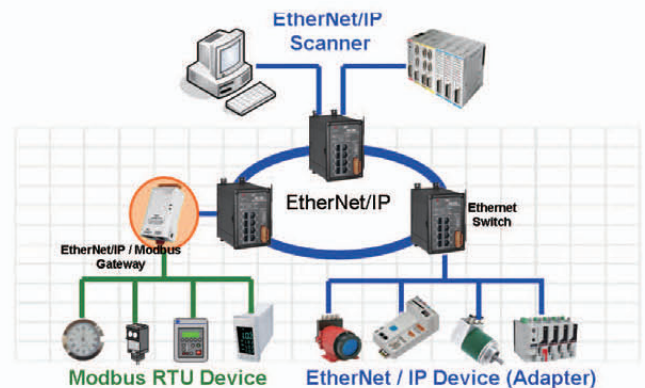 EtherNet/IP
Scanner
EtherNet/IP
Ethernet
Switch
EtherNet/IP / Modbus
Gateway
Modbus RTU Device
EtherNet / IP Device (Adapter)